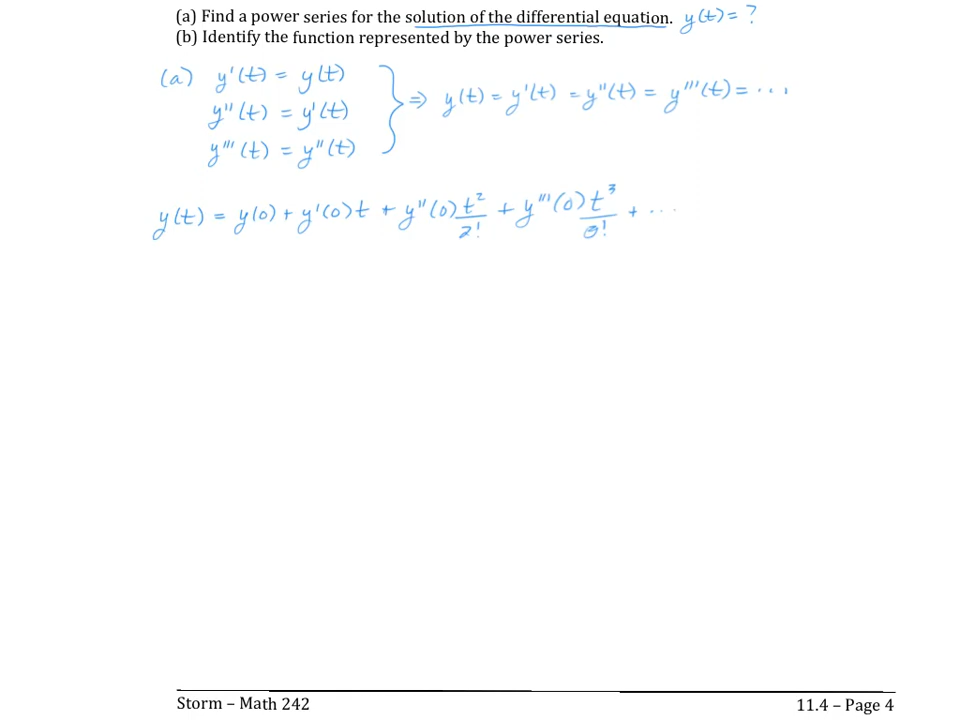 (a) Find a power series for the solution of the differential equation. y(t) = ?
(b) Identify the function represented by the power series.
(a) y'(t) = y(t)
y''(t) = y'(t)
y'''(t) = y''(t)
} ⇒ y(t) = y'(t) = y''(t) = y'''(t) = ...
y(t) = y(0) + y'(0)t + y''(0) t²/2! + y'''(0) t³/3! + ...
Storm – Math 242
11.4 – Page 4